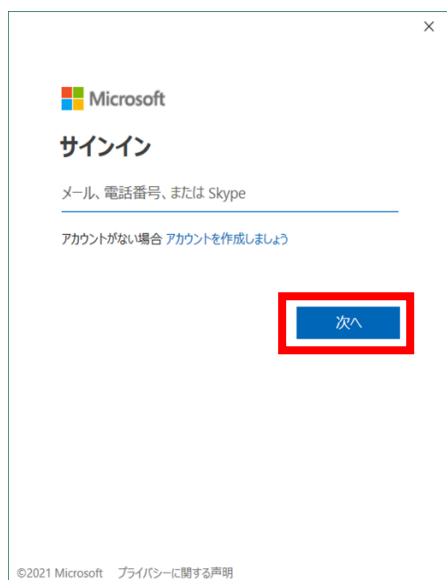 Microsoft
サインイン
メール、電話番号、または Skype
アカウントがない場合 アカウントを作成しましょう
次へ
©2021 Microsoft プライバシーに関する声明